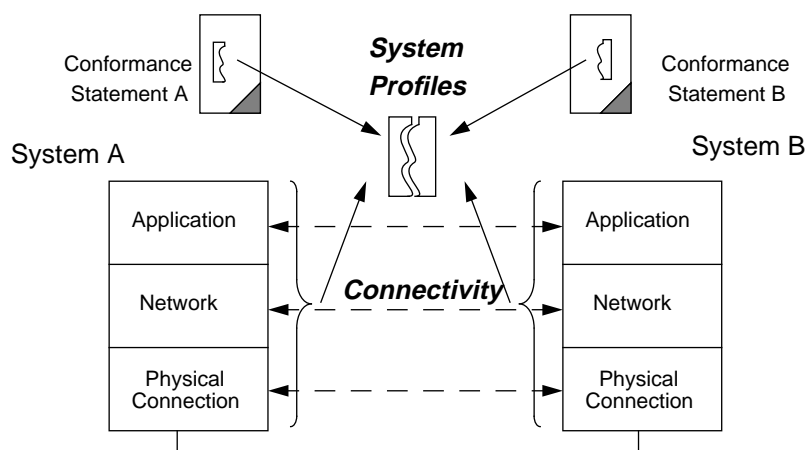 System
Profiles
Conformance
Statement A
Conformance
Statement B
System A
System B
Application
Application
Connectivity
Network
Network
Physical
Connection
Physical
Connection